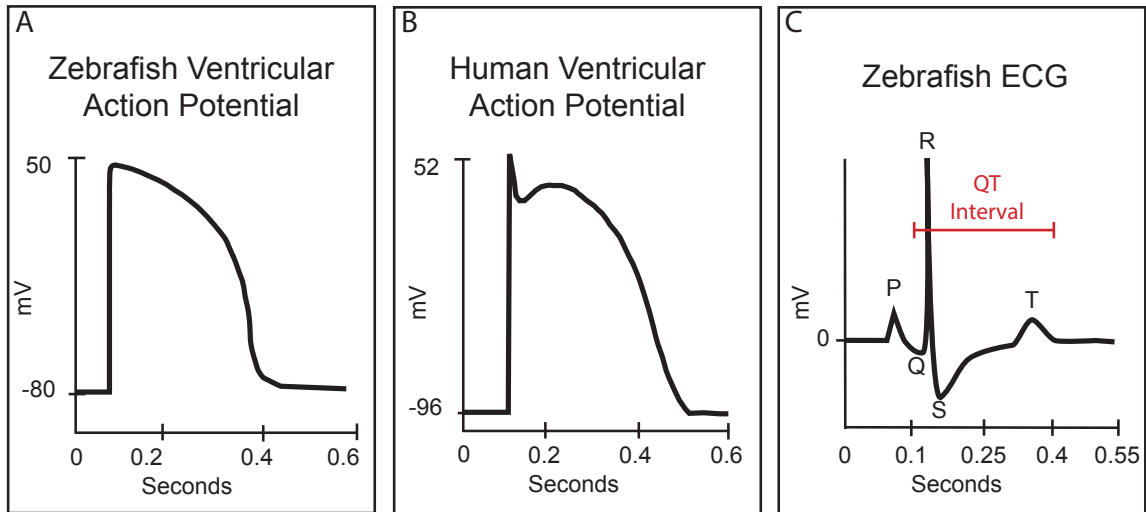 A
Zebrafish Ventricular
Action Potential
50
mV
-80
0 0.2 0.4 0.6
Seconds
B
Human Ventricular
Action Potential
52
mV
-96
0 0.2 0.4 0.6
Seconds
C
Zebrafish ECG
R
QT
Interval
P
T
mV
0
Q
S
0 0.1 0.25 0.4 0.55
Seconds